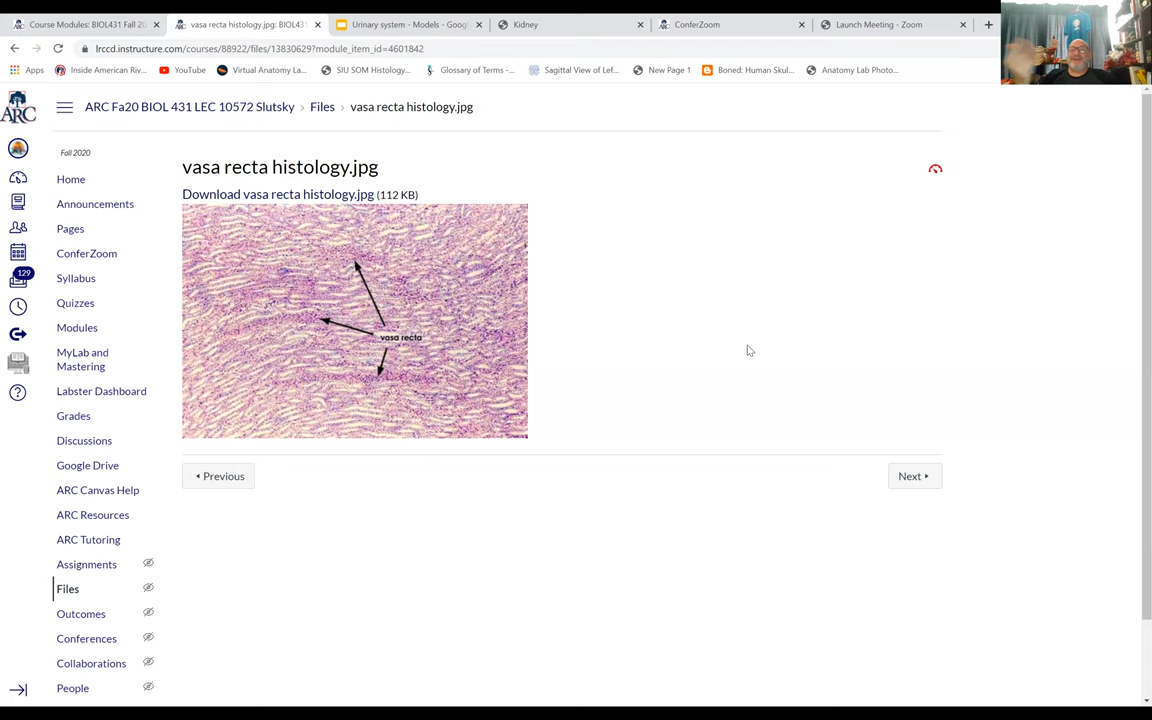 Course Modules: BIOL431 Fall 20
vasa recta histology.jpg: BIOL431
Urinary system - Models - Googl
Kidney
ConferZoom
Launch Meeting - Zoom
lrccd.instructure.com/courses/88922/files/13830629?module_item_id=4601842
Apps
Inside American Riv...
YouTube
Virtual Anatomy La...
SIU SOM Histology...
Glossary of Terms -...
Sagittal View of Lef...
New Page 1
Boned: Human Skul...
Anatomy Lab Photo...
ARC
ARC Fa20 BIOL 431 LEC 10572 Slutsky › Files › vasa recta histology.jpg
Fall 2020
Home
Announcements
Pages
ConferZoom
129
Syllabus
Quizzes
Modules
MyLab and
Mastering
Labster Dashboard
Grades
Discussions
Google Drive
ARC Canvas Help
ARC Resources
ARC Tutoring
Assignments
Files
Outcomes
Conferences
Collaborations
People
vasa recta histology.jpg
Download vasa recta histology.jpg (112 KB)
vasa recta
Previous
Next